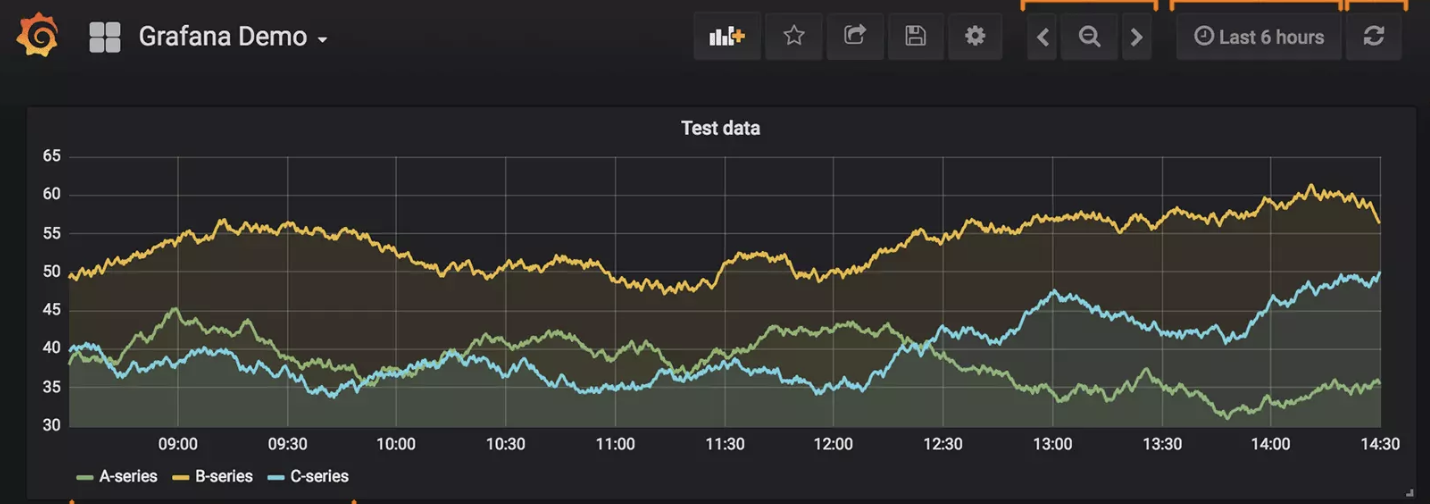 Grafana Demo
Last 6 hours
Test data
65
60
55
50
45
40
35
30
09:00 09:30 10:00 10:30 11:00 11:30 12:00 12:30 13:00 13:30 14:00 14:30
A-series B-series C-series